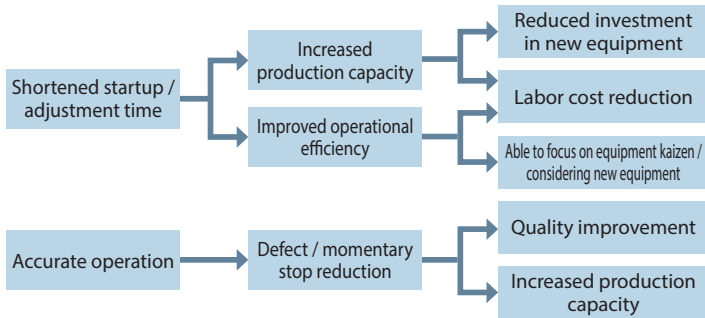 Shortened startup /
adjustment time
Increased
production capacity
Improved operational
efficiency
Reduced investment
in new equipment
Labor cost reduction
Able to focus on equipment kaizen /
considering new equipment
Accurate operation
Defect / momentary
stop reduction
Quality improvement
Increased production
capacity